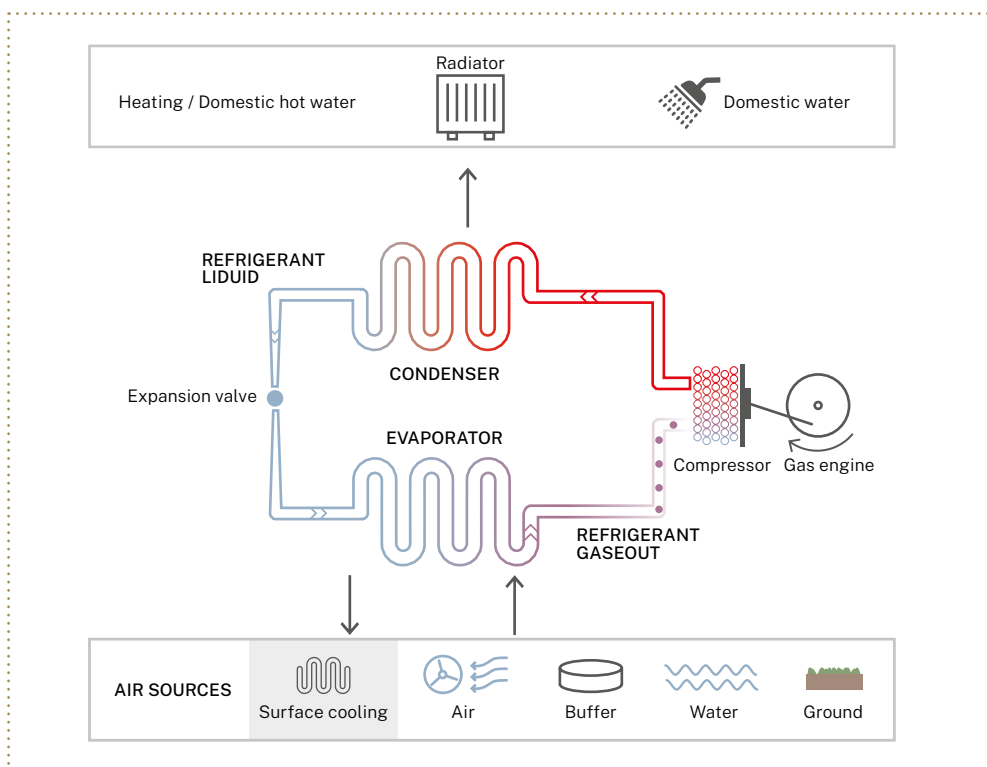 Radiator
Heating / Domestic hot water
Domestic water
REFRIGERANT
LIDUID
CONDENSER
Expansion valve
EVAPORATOR
Compressor
Gas engine
REFRIGERANT
GASEOUT
AIR SOURCES
Surface cooling
Air
Buffer
Water
Ground